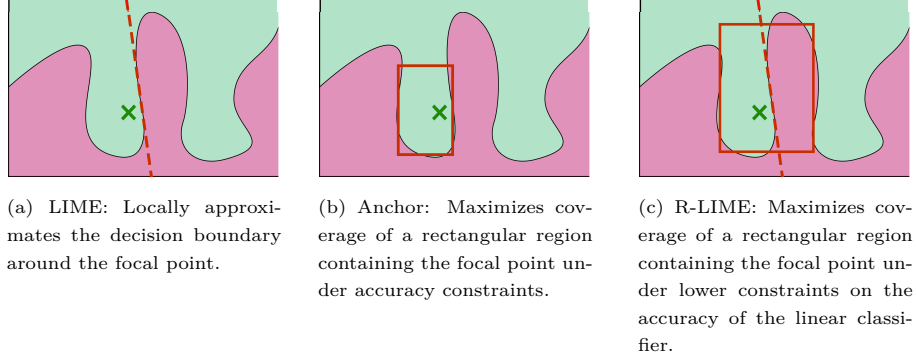 (a) LIME: Locally approxi-
mates the decision boundary
around the focal point.
(b) Anchor: Maximizes cov-
erage of a rectangular region
containing the focal point un-
der accuracy constraints.
(c) R-LIME: Maximizes cov-
erage of a rectangular region
containing the focal point un-
der lower constraints on the
accuracy of the linear classi-
fier.